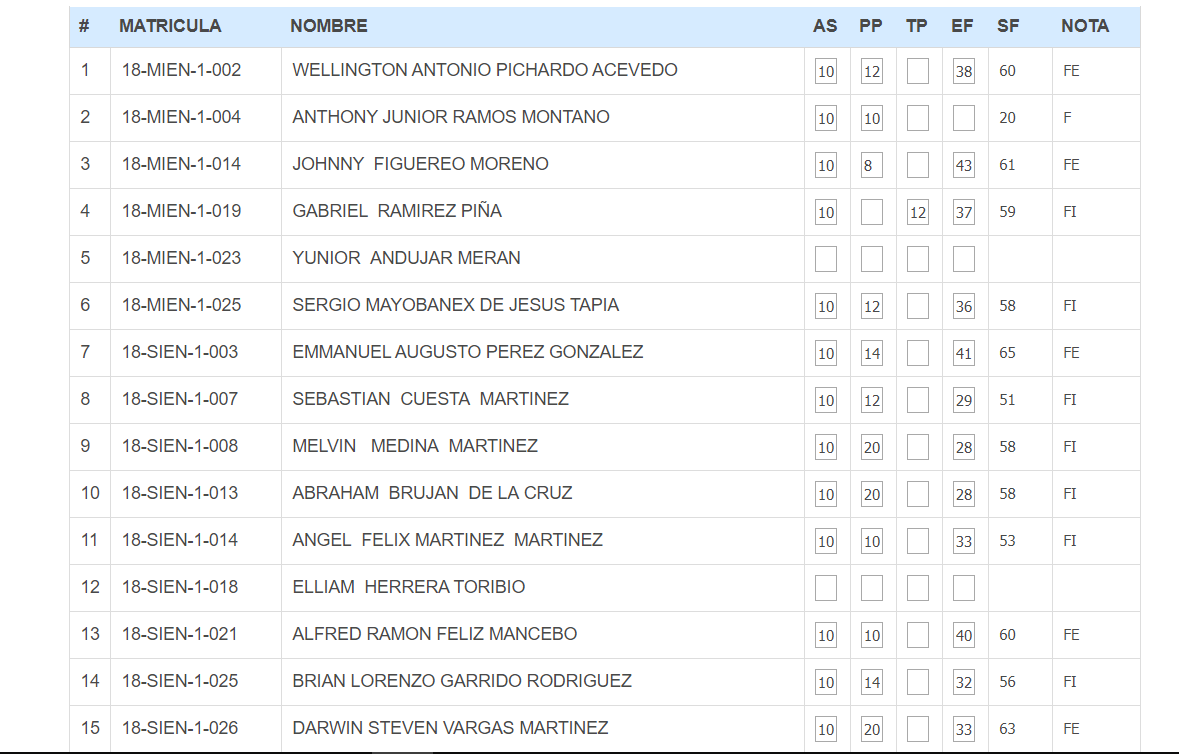 # MATRICULA NOMBRE AS PP TP EF SF NOTA
1 18-MIEN-1-002 WELLINGTON ANTONIO PICHARDO ACEVEDO 10 12 38 60 FE
2 18-MIEN-1-004 ANTHONY JUNIOR RAMOS MONTANO 10 10 20 F
3 18-MIEN-1-014 JOHNNY FIGUEREO MORENO 10 8 43 61 FE
4 18-MIEN-1-019 GABRIEL RAMIREZ PIÑA 10 12 37 59 FI
5 18-MIEN-1-023 YUNIOR ANDUJAR MERAN
6 18-MIEN-1-025 SERGIO MAYOBANEX DE JESUS TAPIA 10 12 36 58 FI
7 18-SIEN-1-003 EMMANUEL AUGUSTO PEREZ GONZALEZ 10 14 41 65 FE
8 18-SIEN-1-007 SEBASTIAN CUESTA MARTINEZ 10 12 29 51 FI
9 18-SIEN-1-008 MELVIN MEDINA MARTINEZ 10 20 28 58 FI
10 18-SIEN-1-013 ABRAHAM BRUJAN DE LA CRUZ 10 20 28 58 FI
11 18-SIEN-1-014 ANGEL FELIX MARTINEZ MARTINEZ 10 10 33 53 FI
12 18-SIEN-1-018 ELLIAM HERRERA TORIBIO
13 18-SIEN-1-021 ALFRED RAMON FELIZ MANCEBO 10 10 40 60 FE
14 18-SIEN-1-025 BRIAN LORENZO GARRIDO RODRIGUEZ 10 14 32 56 FI
15 18-SIEN-1-026 DARWIN STEVEN VARGAS MARTINEZ 10 20 33 63 FE